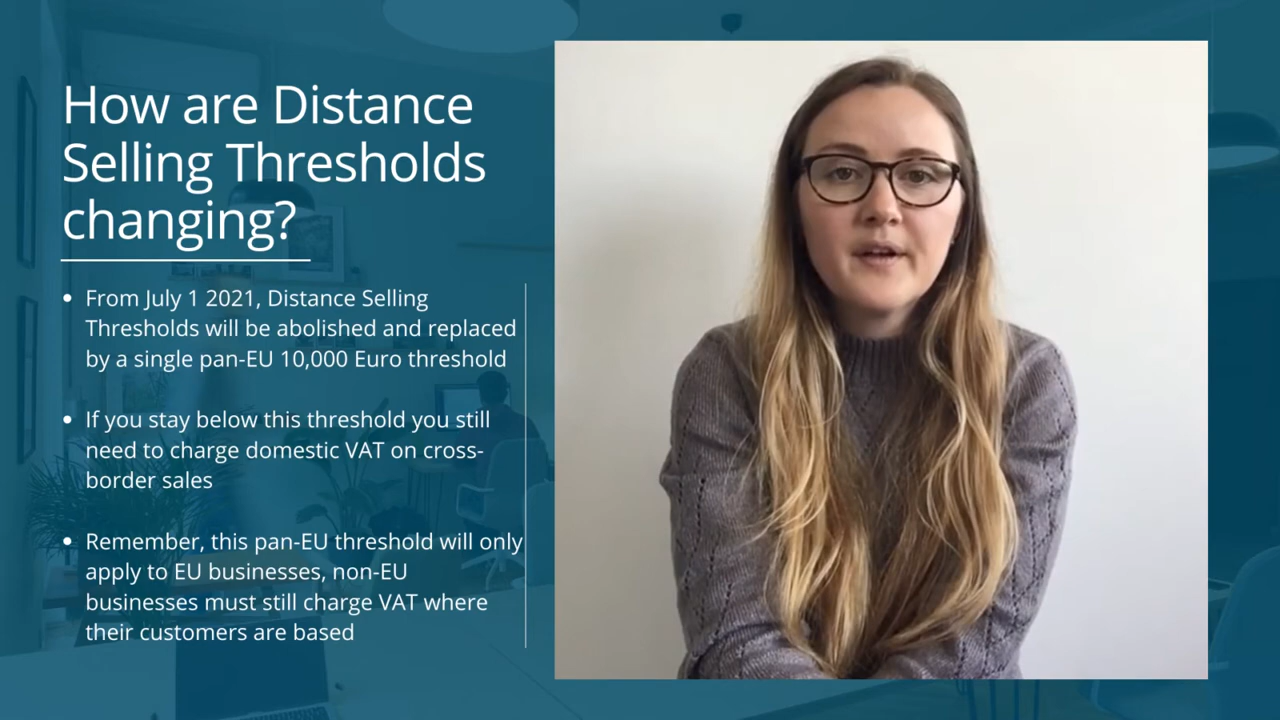 How are Distance
Selling Thresholds
changing?
• From July 1 2021, Distance Selling
Thresholds will be abolished and replaced
by a single pan-EU 10,000 Euro threshold
• If you stay below this threshold you still
need to charge domestic VAT on cross-
border sales
• Remember, this pan-EU threshold will only
apply to EU businesses, non-EU
businesses must still charge VAT where
their customers are based